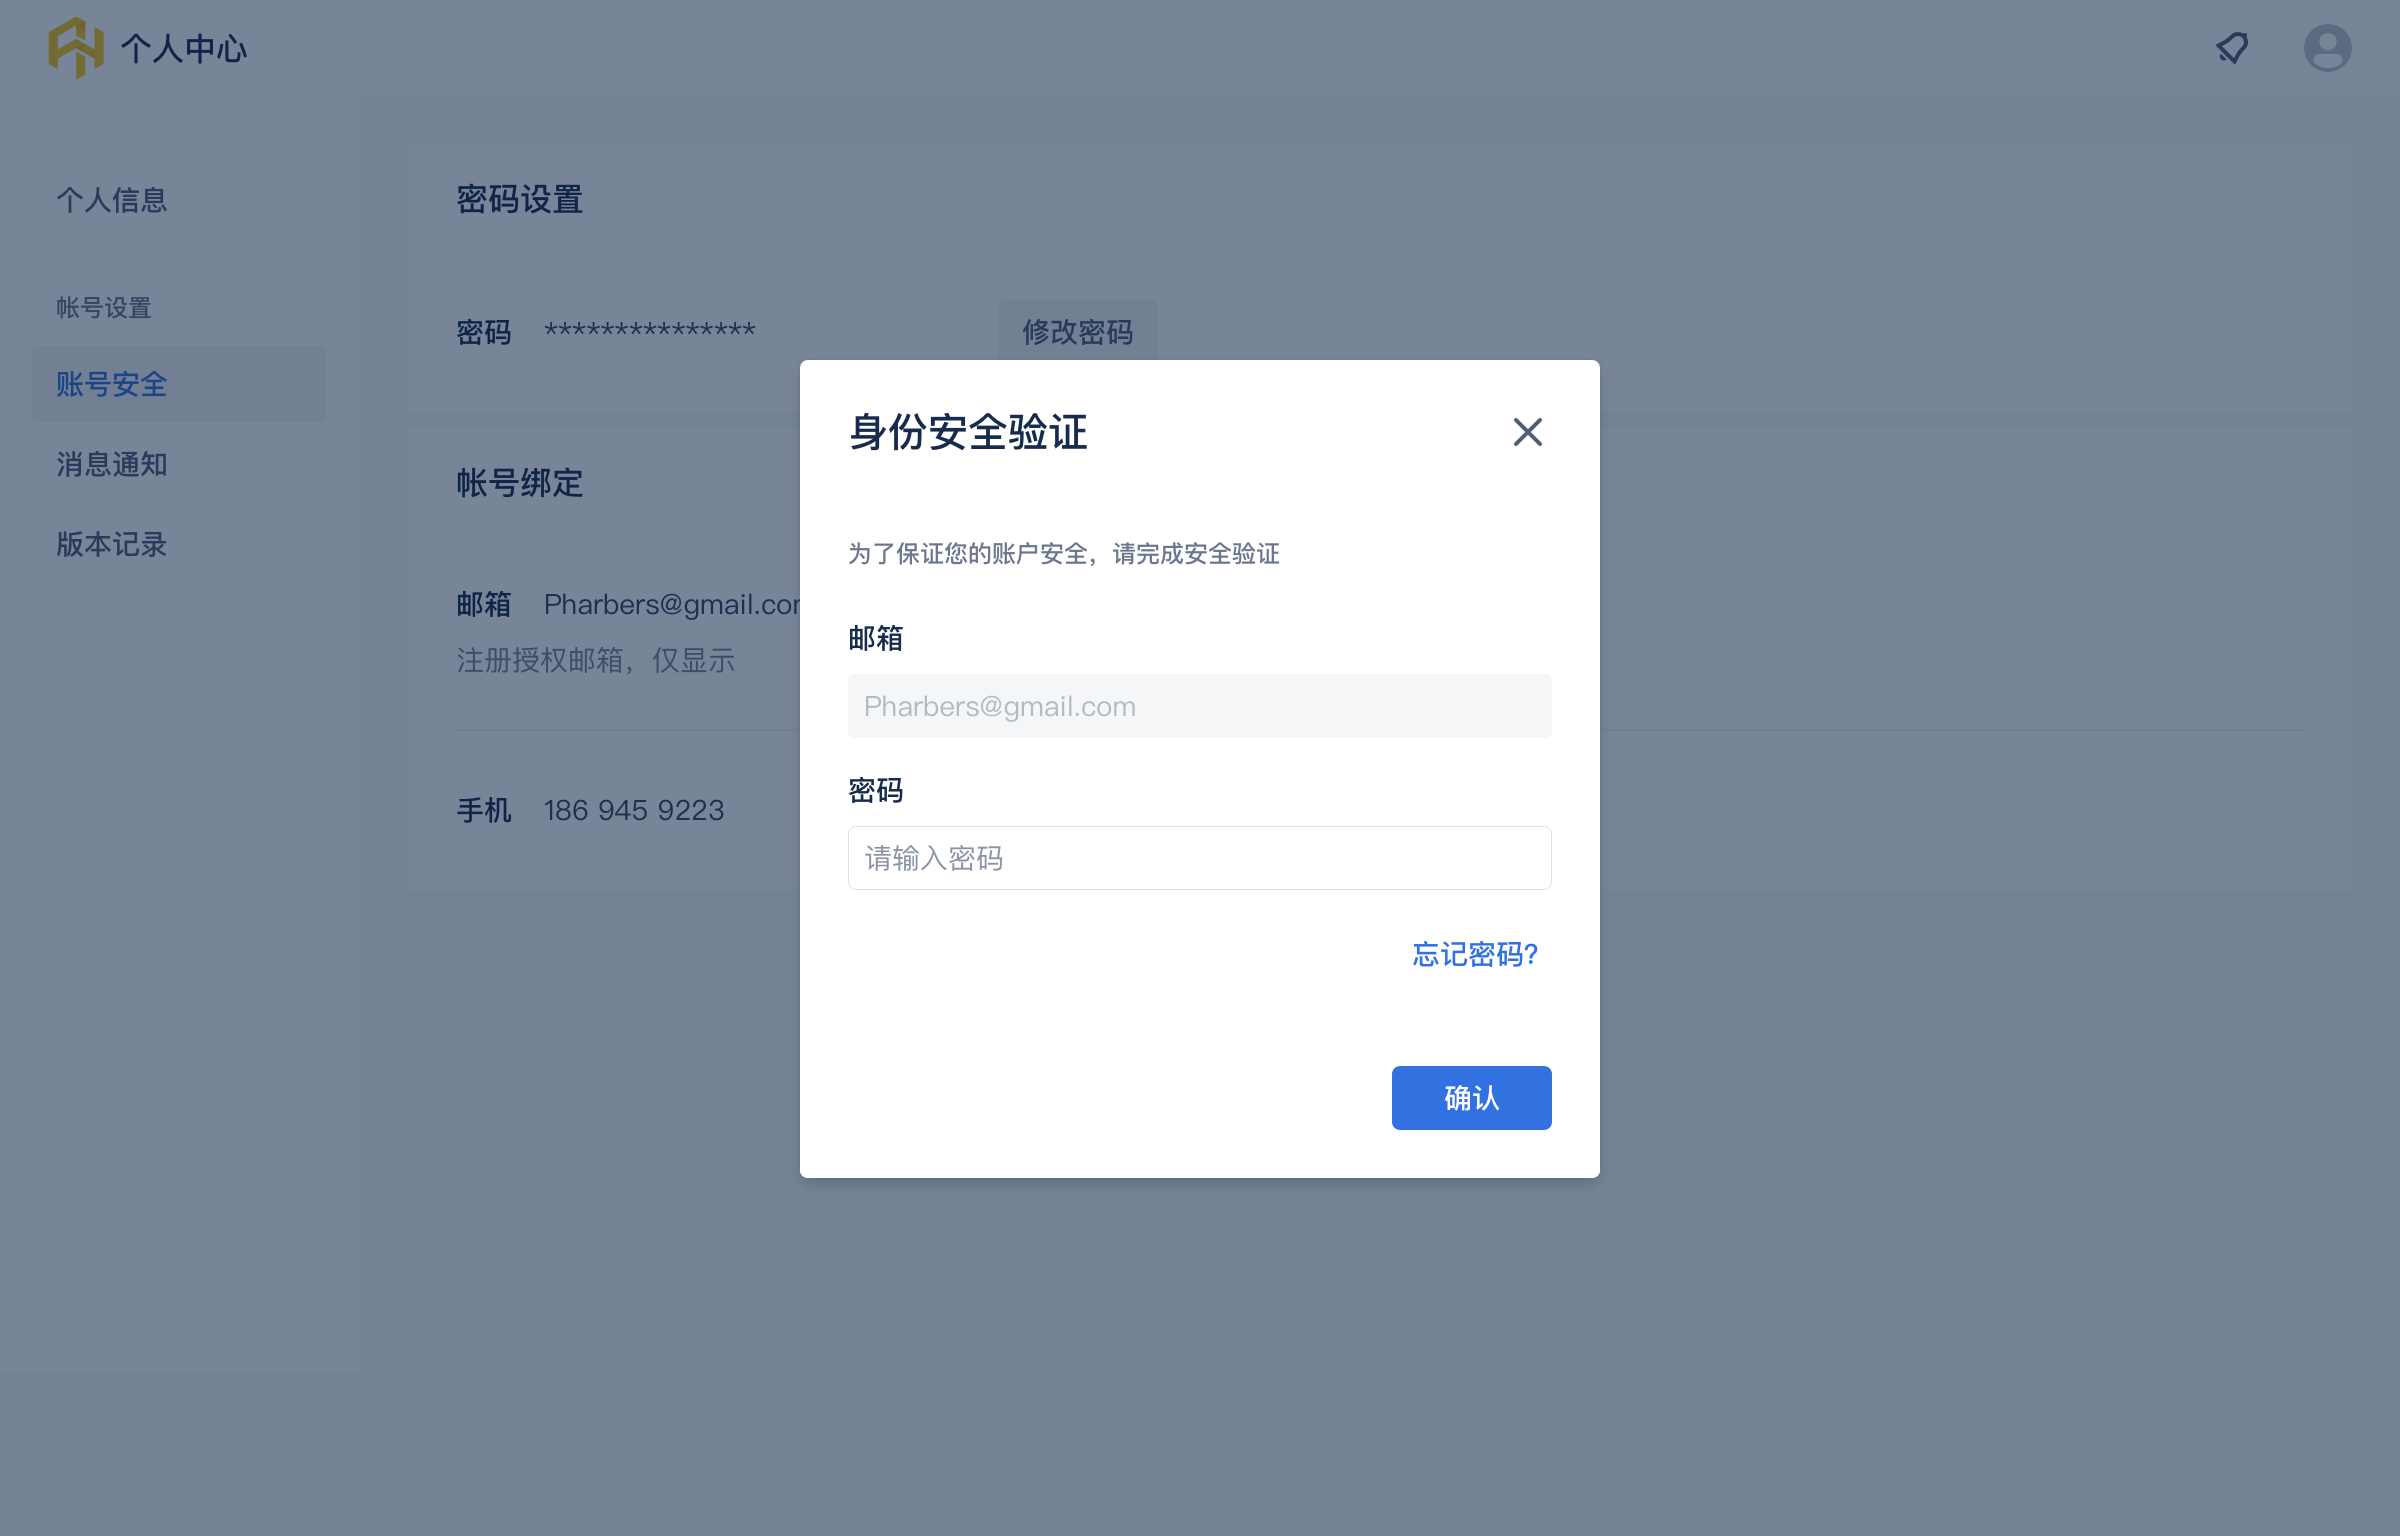 个人中心
个人信息
帐号设置
账号安全
消息通知
版本记录
密码设置
密码 ***************
修改密码
帐号绑定
邮箱 Pharbers@gmail.com
注册授权邮箱，仅显示
手机 186 945 9223
身份安全验证
为了保证您的账户安全，请完成安全验证
邮箱
Pharbers@gmail.com
密码
请输入密码
忘记密码?
确认